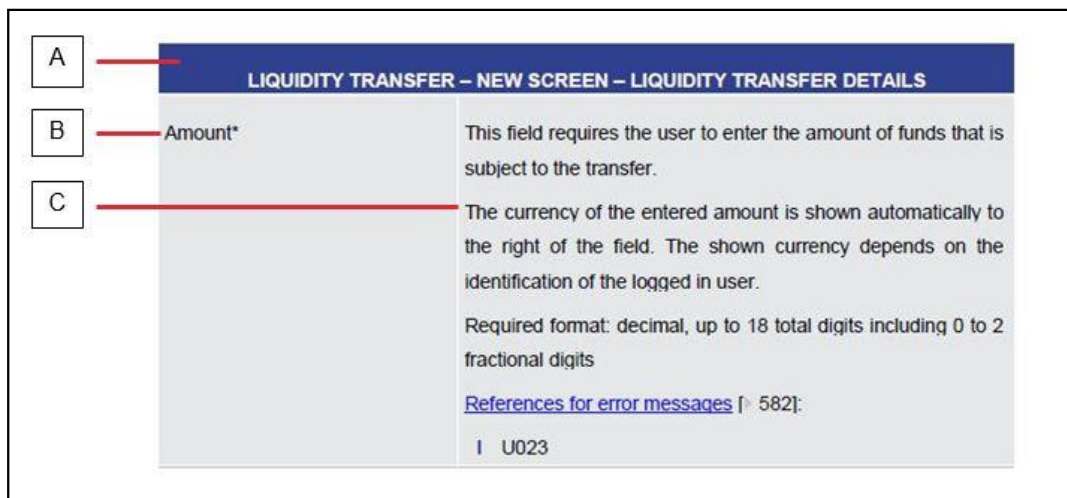 A
LIQUIDITY TRANSFER – NEW SCREEN – LIQUIDITY TRANSFER DETAILS
B
Amount*
This field requires the user to enter the amount of funds that is
subject to the transfer.
C
The currency of the entered amount is shown automatically to
the right of the field. The shown currency depends on the
identification of the logged in user.
Required format: decimal, up to 18 total digits including 0 to 2
fractional digits
References for error messages [▶ 582]:
I U023